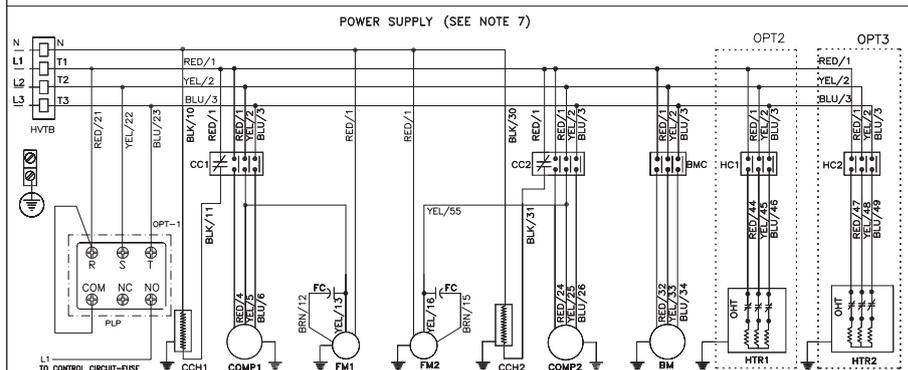 POWER SUPPLY (SEE NOTE 7)
OPT2
OPT3
N
N
L1
T1
RED/1
RED/1
L2
T2
YEL/2
YEL/2
L3
T3
BLU/3
BLU/3
HVTB
RED/21
YEL/22
BLU/23
BLK/10
RED/1
RED/1
YEL/2
BLU/3
RED/1
RED/1
BLK/30
RED/1
RED/1
YEL/2
BLU/3
RED/1
YEL/2
BLU/3
RED/1
YEL/2
BLU/3
RED/1
YEL/2
BLU/3
CC1
CC2
BMC
HC1
HC2
BLK/11
YEL/55
BLK/31
RED/44
YEL/45
BLU/46
RED/47
YEL/48
BLU/49
OPT-1
R
S
T
COM
NC
NO
PLP
RED/4
YEL/5
BLU/6
BRN/12
FC
YEL/13
YEL/16
FC
BRN/15
RED/24
YEL/25
BLU/26
RED/32
YEL/33
BLU/34
OHT
OHT
L1
TO CONTROL CIRCUIT-FUSE
CCH1
COMP1
FM1
FM2
CCH2
COMP2
BM
HTR1
HTR2